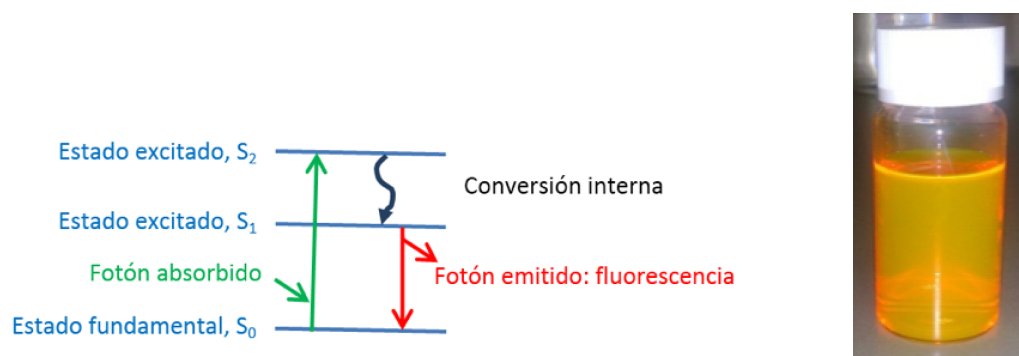 Estado excitado, S₂
Conversión interna
Estado excitado, S₁
Fotón absorbido
Fotón emitido: fluorescencia
Estado fundamental, S₀